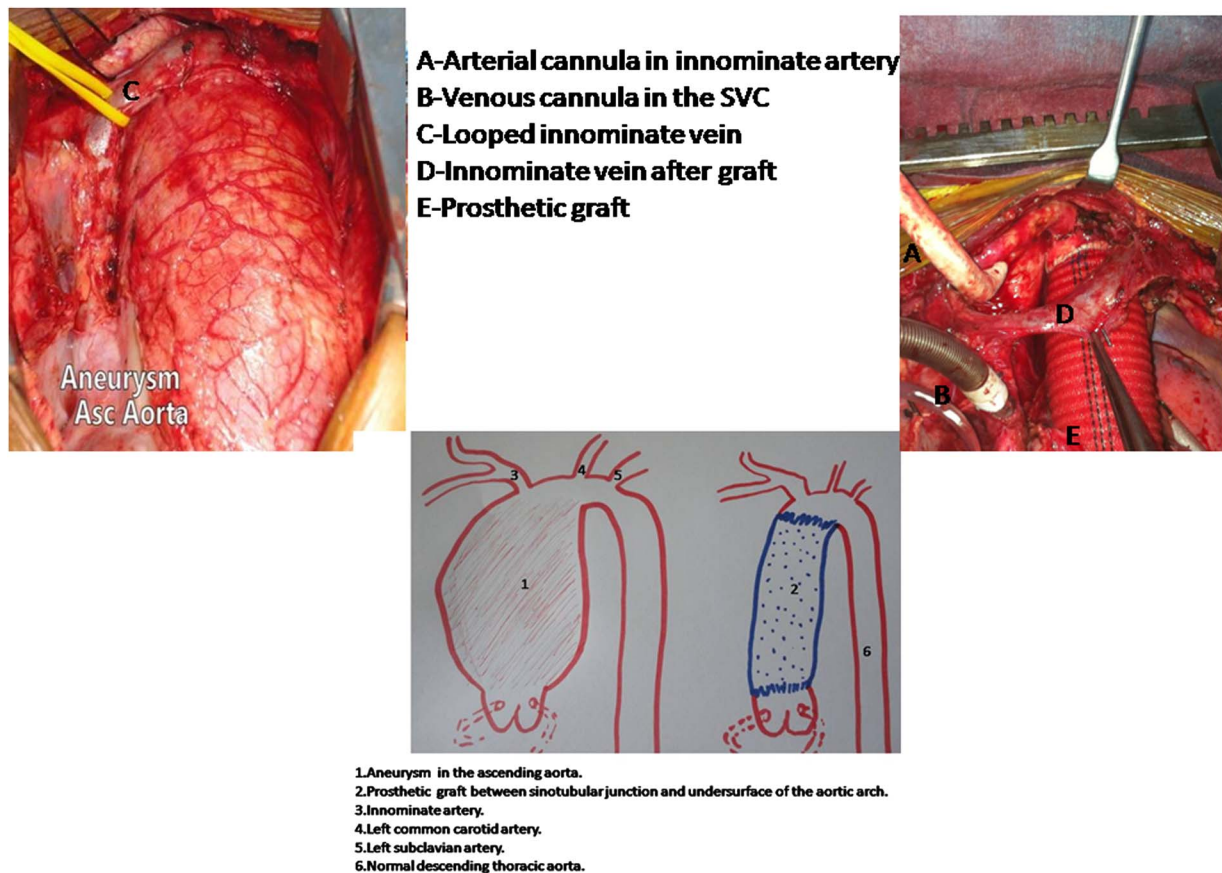 C
Aneurysm
Asc Aorta
A-Arterial cannula in innominate artery
B-Venous cannula in the SVC
C-Looped innominate vein
D-Innominate vein after graft
E-Prosthetic graft
A
D
B
E
3
4
5
1
2
6
1.Aneurysm in the ascending aorta.
2.Prosthetic graft between sinotubular junction and undersurface of the aortic arch.
3.Innominate artery.
4.Left common carotid artery.
5.Left subclavian artery.
6.Normal descending thoracic aorta.